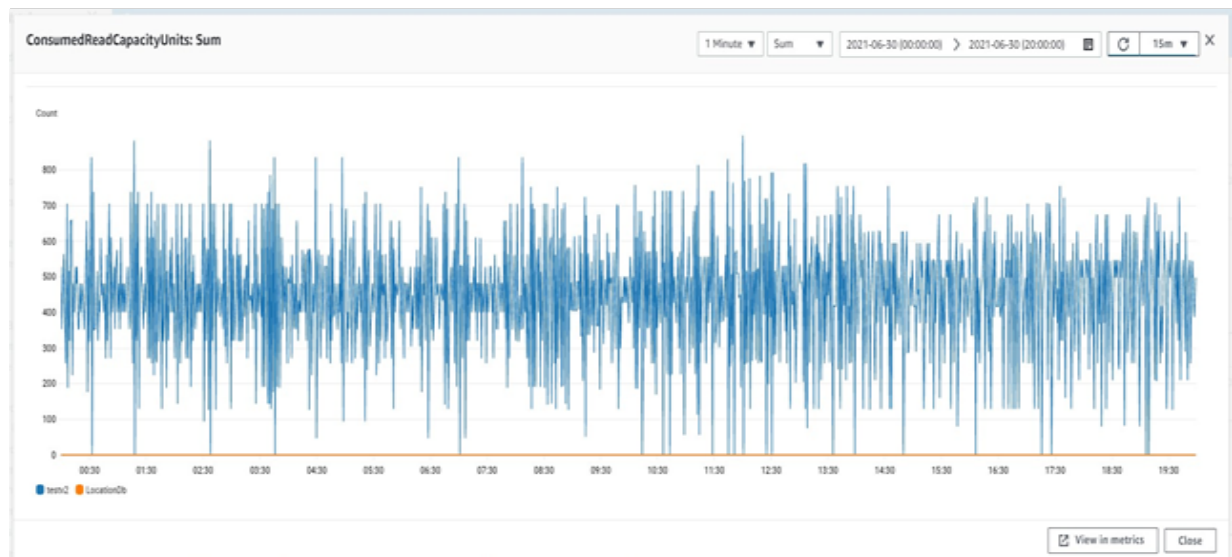 ConsumedReadCapacityUnits: Sum
1 Minute ▼ Sum ▼ 2021-06-30 (00:00:00) > 2021-06-30 (20:00:00) 15m ▼ X
Count
800
700
600
500
400
300
200
100
0
00:30 01:30 02:30 03:30 04:30 05:30 06:30 07:30 08:30 09:30 10:30 11:30 12:30 13:30 14:30 15:30 16:30 17:30 18:30 19:30
testv2 LocationDb
View in metrics Close